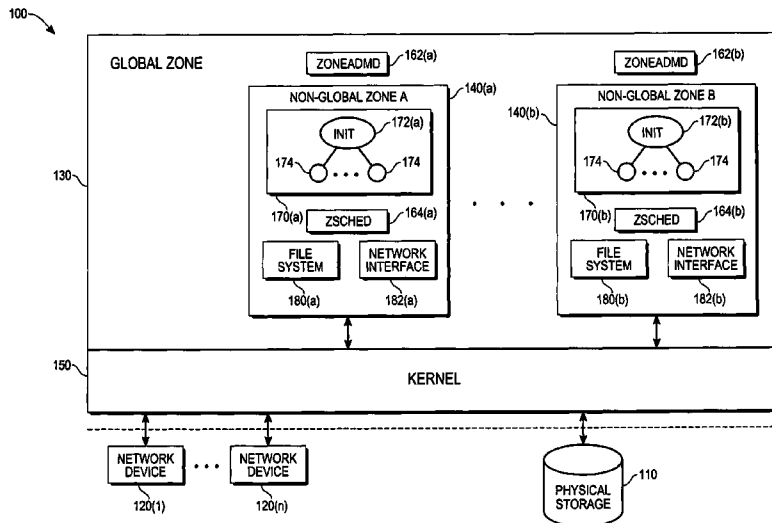 100
GLOBAL ZONE
ZONEADMD
162(a)
ZONEADMD
162(b)
NON-GLOBAL ZONE A
140(a)
NON-GLOBAL ZONE B
140(b)
172(a)
INIT
174
174
172(b)
INIT
174
174
130
170(a)
ZSCHED
164(a)
170(b)
ZSCHED
164(b)
FILE
SYSTEM
NETWORK
INTERFACE
FILE
SYSTEM
NETWORK
INTERFACE
180(a)
182(a)
180(b)
182(b)
150
KERNEL
NETWORK
DEVICE
NETWORK
DEVICE
110
PHYSICAL
STORAGE
120(1)
120(n)